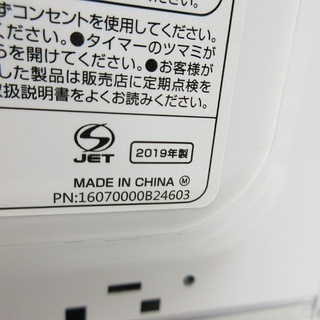 ずコンセントを使用してください。
ください。●タイマーのツマミが
らを開けてください。●お客様が
した製品は販売店に定期点検を
取扱説明書をよくお読みください。
S JET
2019年製
MADE IN CHINA Ⓜ
PN:16070000B24603